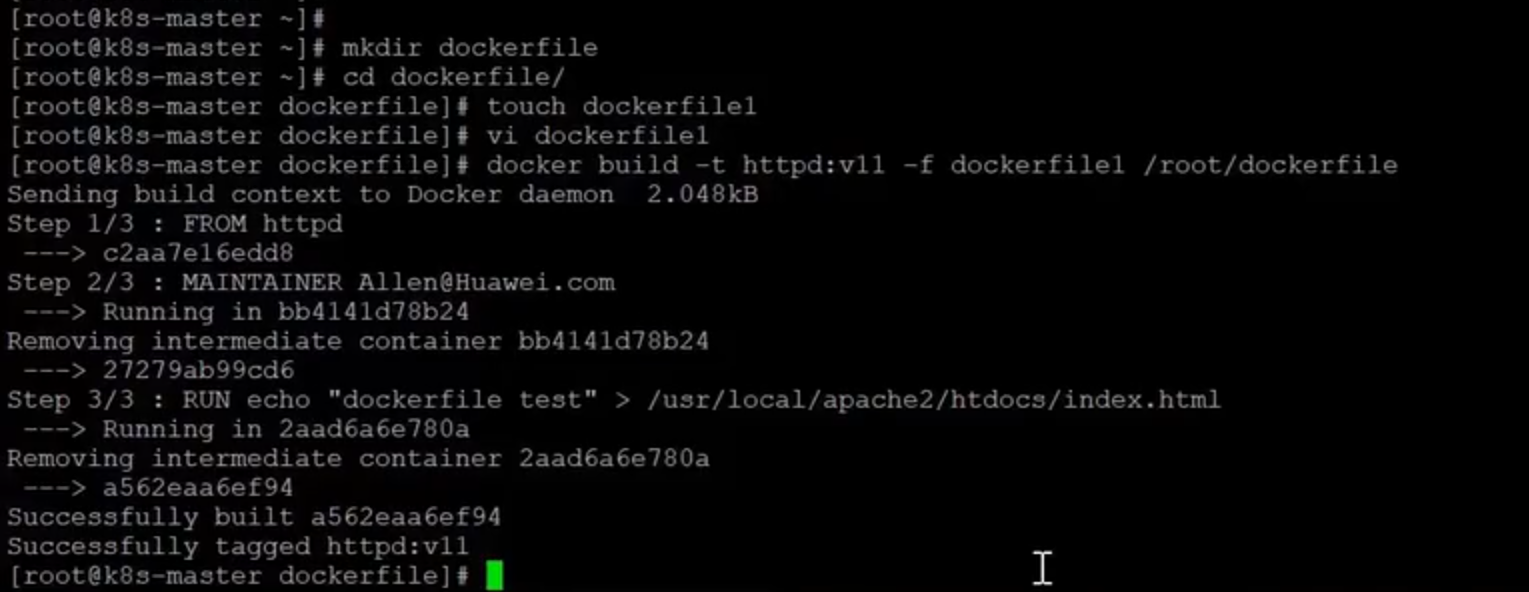 [root@k8s-master ~]#
[root@k8s-master ~]# mkdir dockerfile
[root@k8s-master ~]# cd dockerfile/
[root@k8s-master dockerfile]# touch dockerfile1
[root@k8s-master dockerfile]# vi dockerfile1
[root@k8s-master dockerfile]# docker build -t httpd:v11 -f dockerfile1 /root/dockerfile
Sending build context to Docker daemon  2.048kB
Step 1/3 : FROM httpd
 ---> c2aa7e16edd8
Step 2/3 : MAINTAINER Allen@Huawei.com
 ---> Running in bb4141d78b24
Removing intermediate container bb4141d78b24
 ---> 27279ab99cd6
Step 3/3 : RUN echo "dockerfile test" > /usr/local/apache2/htdocs/index.html
 ---> Running in 2aad6a6e780a
Removing intermediate container 2aad6a6e780a
 ---> a562eaa6ef94
Successfully built a562eaa6ef94
Successfully tagged httpd:v11
[root@k8s-master dockerfile]#